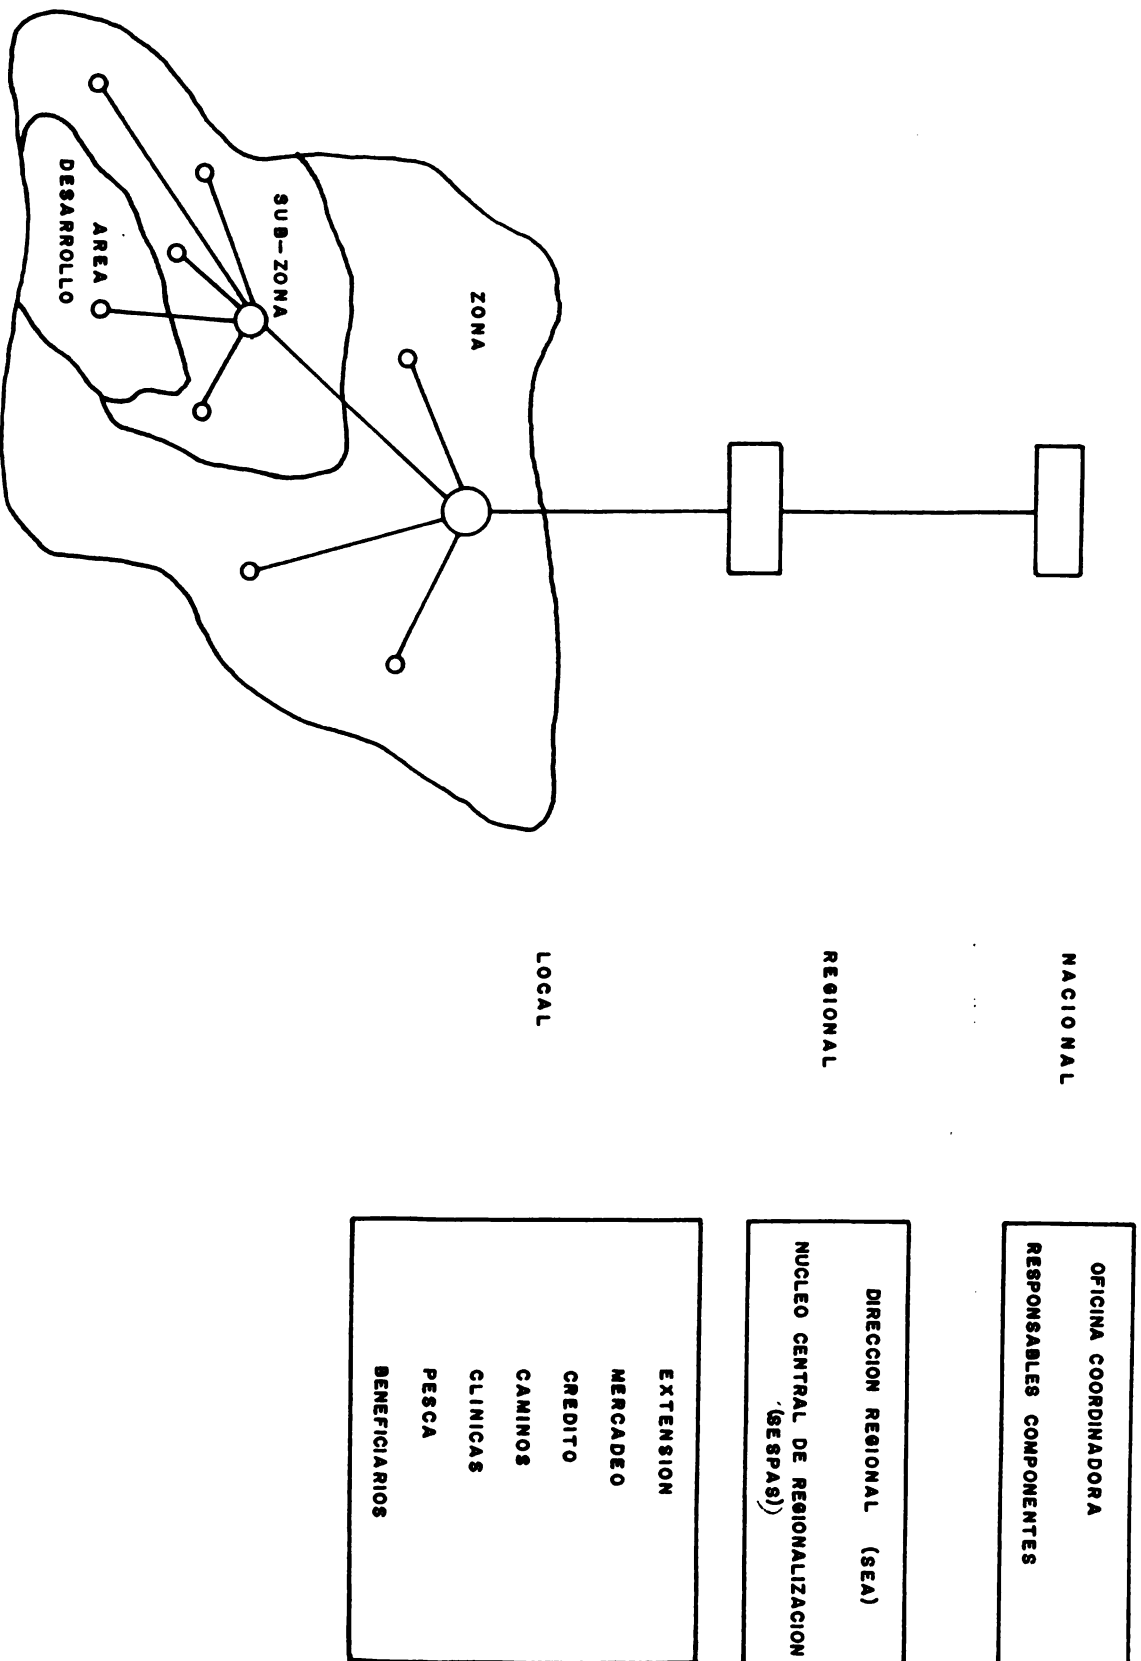 NACIONAL
OFICINA COORDINADORA
RESPONSABLES COMPONENTES
REGIONAL
DIRECCION REGIONAL (SEA)
NUCLEO CENTRAL DE REGIONALIZACION
(SESPAS))
ZONA
SUB-ZONA
AREA
DESARROLLO
LOCAL
EXTENSION
MERCADEO
CREDITO
CAMINOS
CLINICAS
PESCA
BENEFICIARIOS